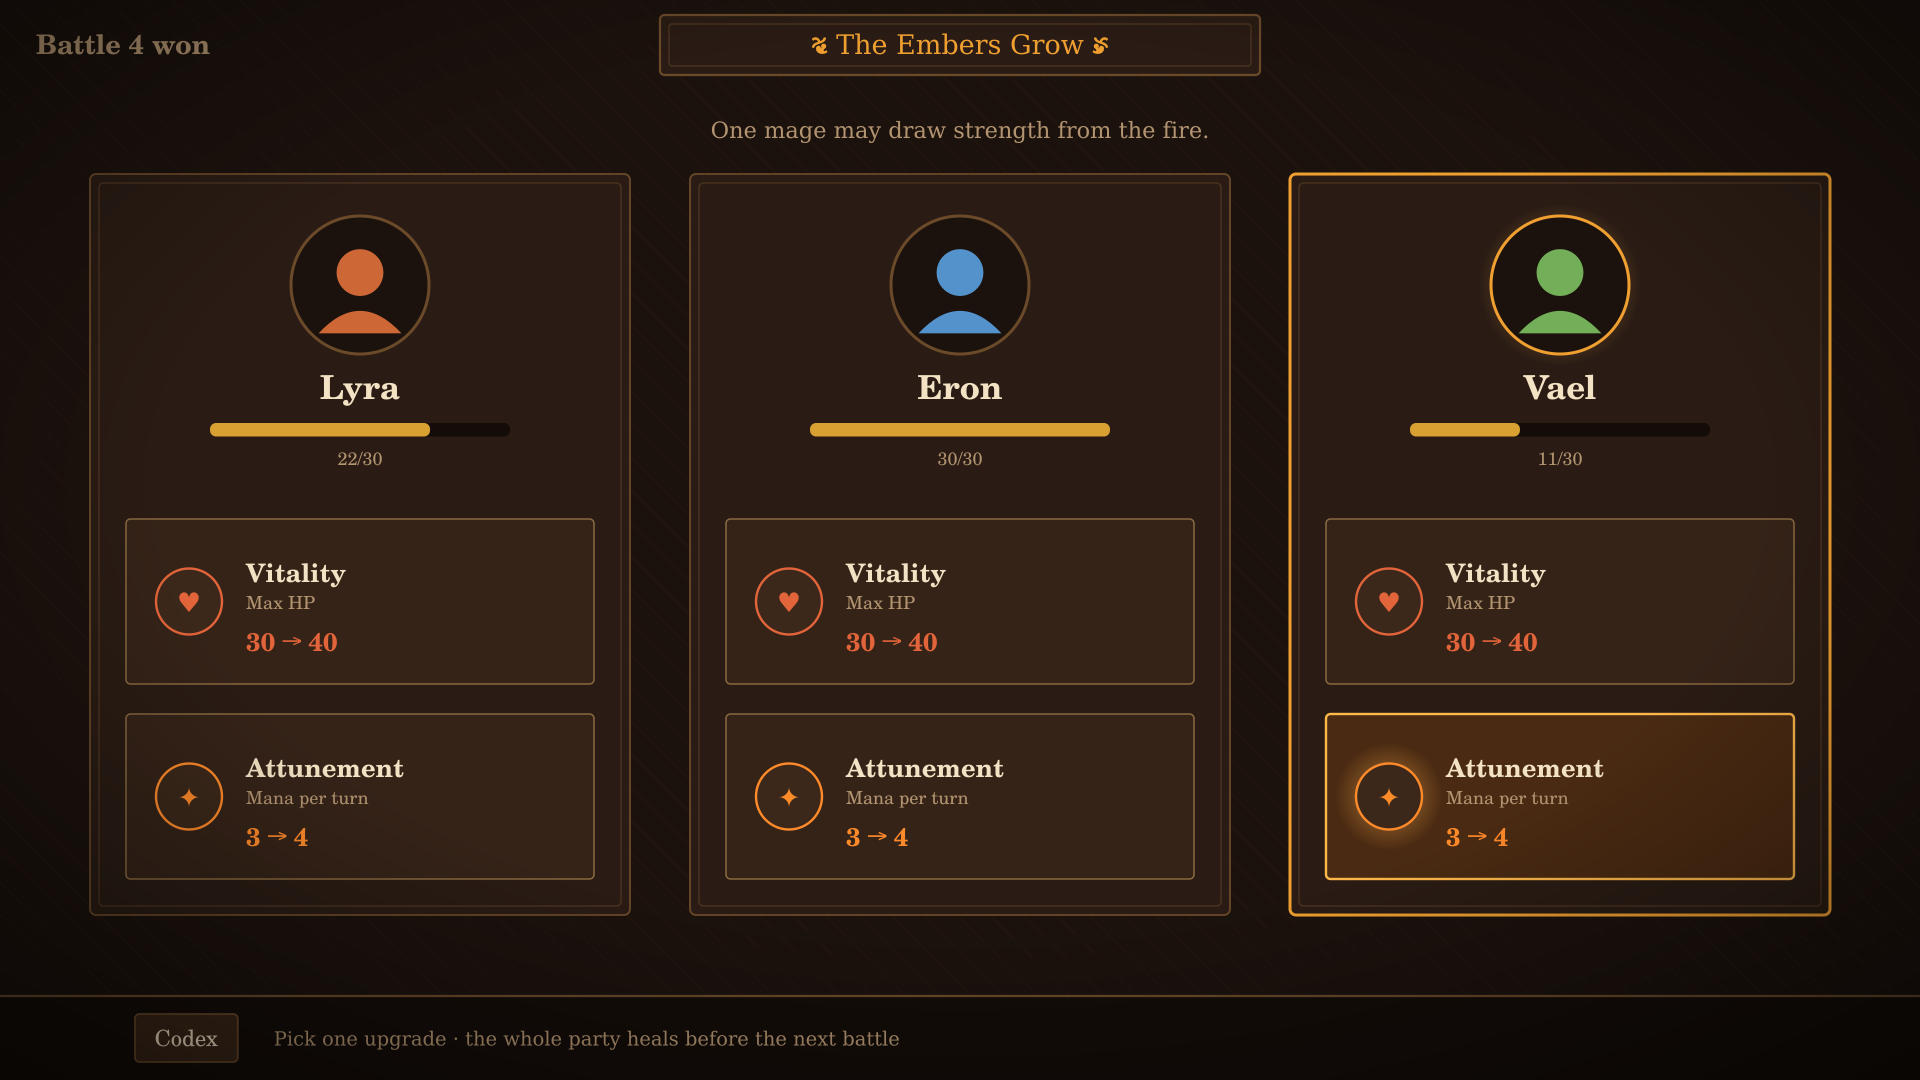 Battle 4 won
The Embers Grow
One mage may draw strength from the fire.
Lyra
22/30
Vitality
Max HP
30 → 40
Attunement
Mana per turn
3 → 4
Eron
30/30
Vitality
Max HP
30 → 40
Attunement
Mana per turn
3 → 4
Vael
11/30
Vitality
Max HP
30 → 40
Attunement
Mana per turn
3 → 4
Codex
Pick one upgrade · the whole party heals before the next battle